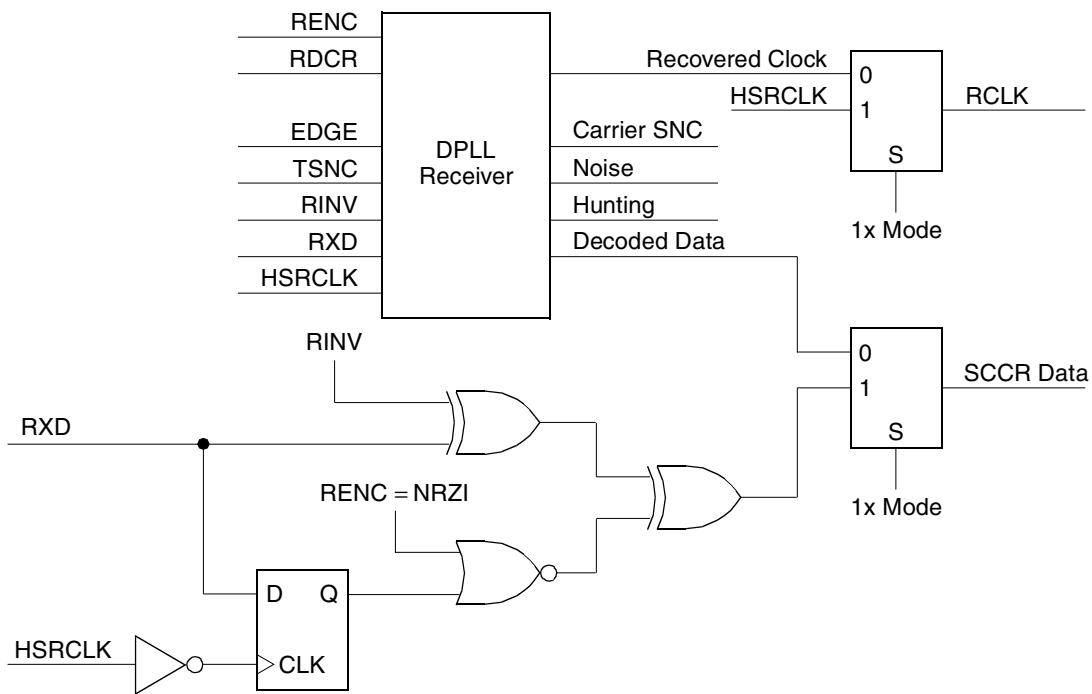 RENC
RDCR
EDGE
TSNC
RINV
RXD
HSRCLK
DPLL
Receiver
Recovered Clock
Carrier SNC
Noise
Hunting
Decoded Data
HSRCLK
0
1
S
RCLK
1x Mode
RINV
RXD
RENC = NRZI
D Q
CLK
HSRCLK
0
1
S
SCCR Data
1x Mode